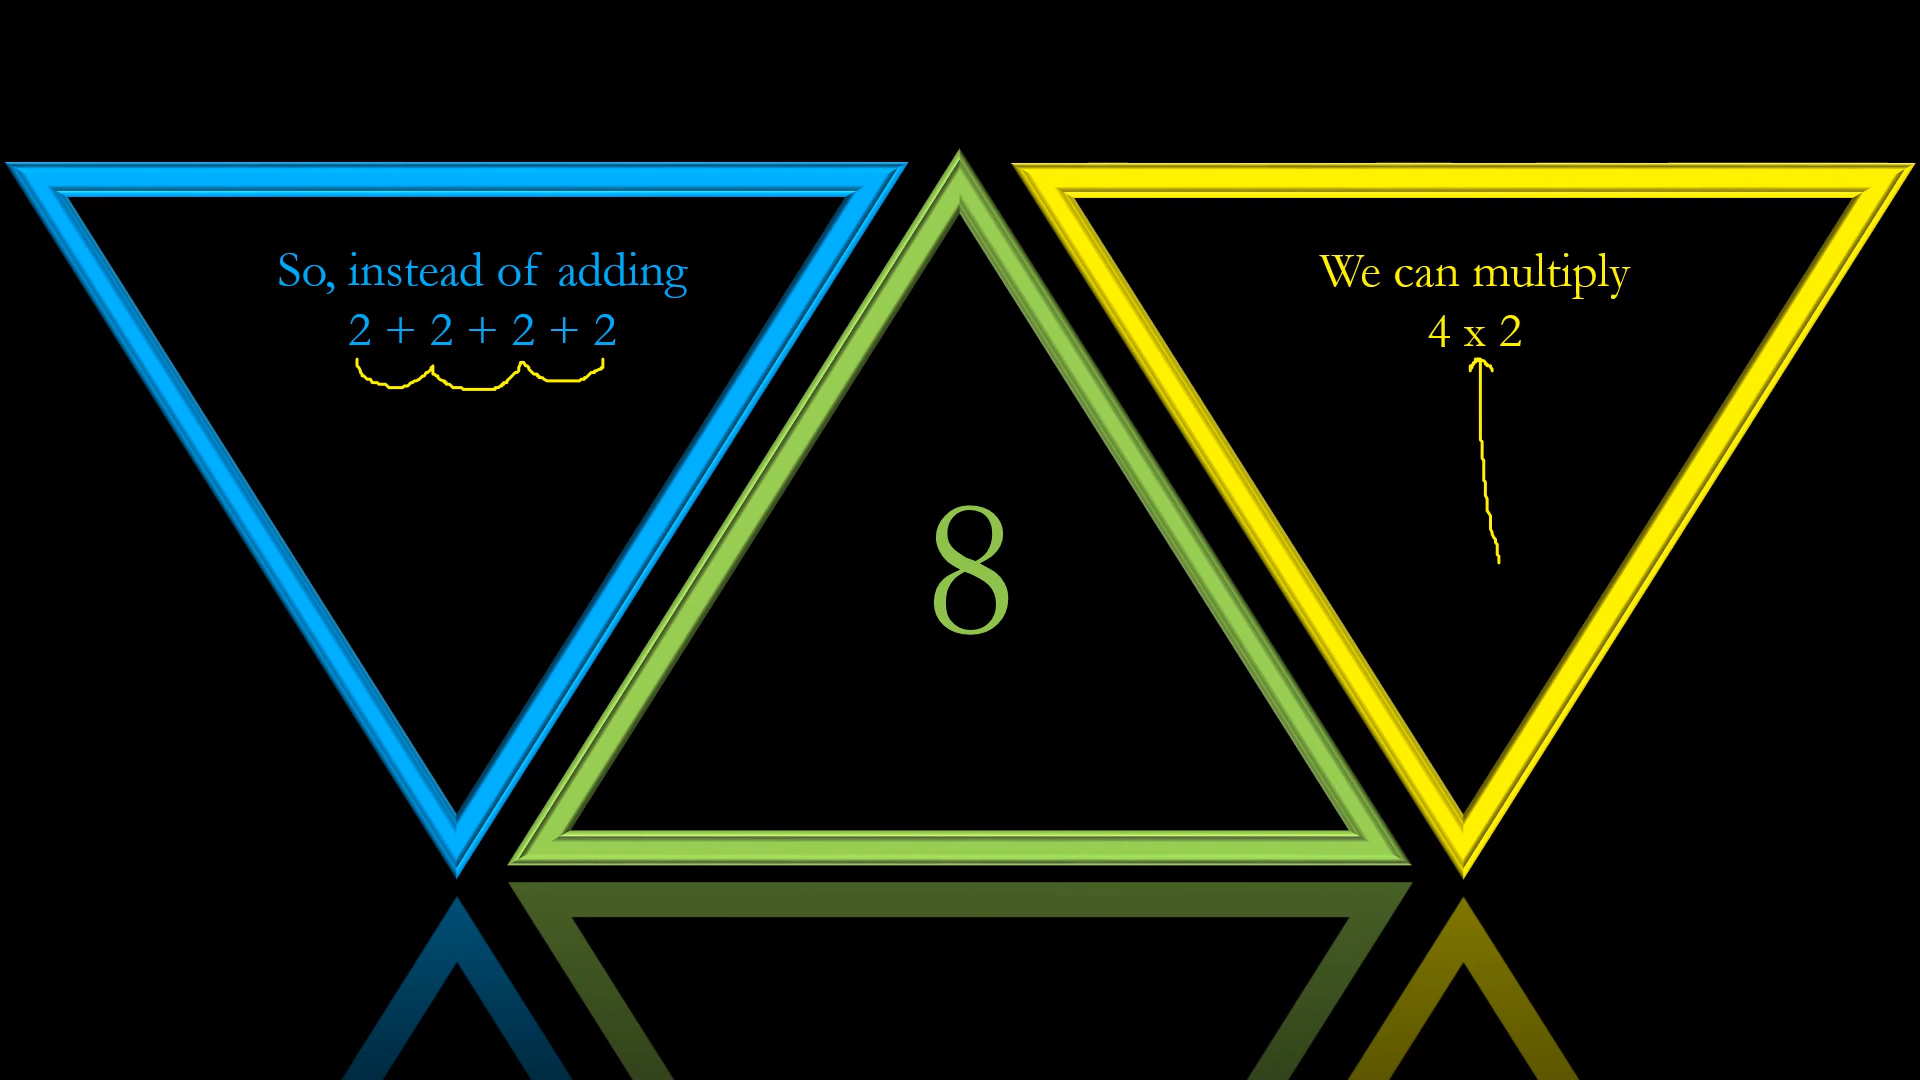 So, instead of adding
2 + 2 + 2 + 2
8
We can multiply
4 x 2